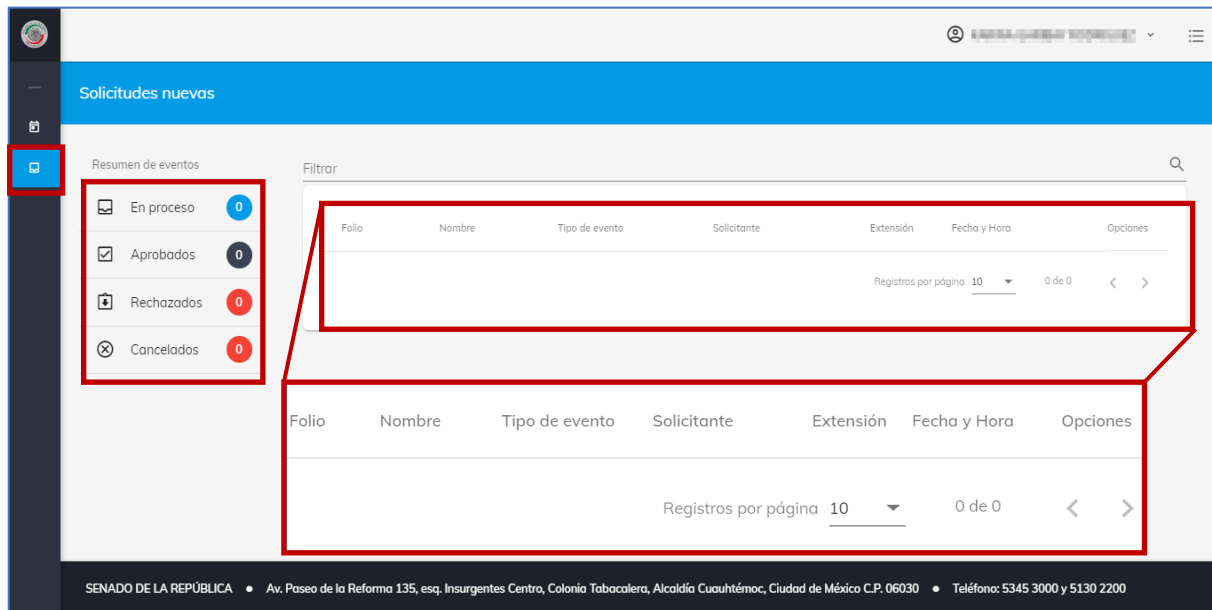 Solicitudes nuevas
Resumen de eventos
En proceso 0
Aprobados 0
Rechazados 0
Cancelados 0
Filtrar
Folio Nombre Tipo de evento Solicitante Extensión Fecha y Hora Opciones
Registros por página 10 0 de 0
Folio Nombre Tipo de evento Solicitante Extensión Fecha y Hora Opciones
Registros por página 10 0 de 0
SENADO DE LA REPÚBLICA ● Av. Paseo de la Reforma 135, esq. Insurgentes Centro, Colonia Tabacalera, Alcaldía Cuauhtémoc, Ciudad de México C.P. 06030 ● Teléfono: 5345 3000 y 5130 2200